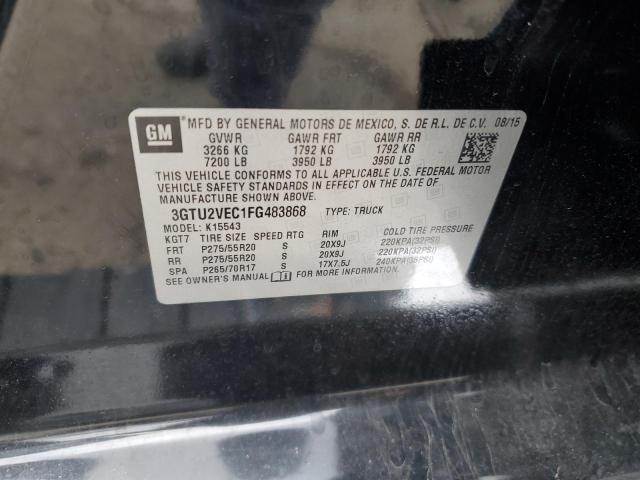 GM
MFD BY GENERAL MOTORS DE MEXICO, S. DE R.L. DE C.V. 08/15
GVWR GAWR FRT GAWR RR
3266 KG 1792 KG 1792 KG
7200 LB 3950 LB 3950 LB
THIS VEHICLE CONFORMS TO ALL APPLICABLE U.S. FEDERAL MOTOR
VEHICLE SAFETY STANDARDS IN EFFECT ON THE DATE OF
MANUFACTURE SHOWN ABOVE.
3GTU2VEC1FG483868 TYPE: TRUCK
MODEL: K15543
KGT7 TIRE SIZE SPEED RTG RIM COLD TIRE PRESSURE
FRT P275/55R20 S 20X9J 220KPA(32PSI)
RR P275/55R20 S 20X9J 220KPA(32PSI)
SPA P265/70R17 S 17X7.5J 240KPA(35PSI)
SEE OWNER'S MANUAL FOR MORE INFORMATION